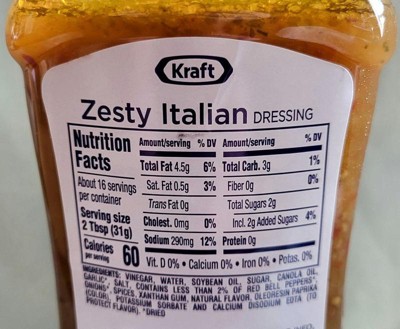 Kraft
Zesty Italian DRESSING
Nutrition
Facts
About 16 servings
per container
Serving size
2 Tbsp (31g)
Calories
per serving
60
Amount/serving % DV
Total Fat 4.5g 6%
Sat. Fat 0.5g 3%
Trans Fat 0g
Cholest. 0mg 0%
Sodium 290mg 12%
Amount/serving % DV
Total Carb. 3g 1%
Fiber 0g 0%
Total Sugars 2g
Incl. 2g Added Sugars 4%
Protein 0g
Vit. D 0% • Calcium 0% • Iron 0% • Potas. 0%
INGREDIENTS: VINEGAR, WATER, SOYBEAN OIL, SUGAR, CANOLA OIL,
SALT, CONTAINS LESS THAN 2% OF RED BELL PEPPERS*,
GARLIC*, ONIONS*, SPICES, XANTHAN GUM, NATURAL FLAVOR, OLEORESIN PAPRIKA
(COLOR), POTASSIUM SORBATE AND CALCIUM DISODIUM EDTA (TO
PROTECT FLAVOR). *DRIED